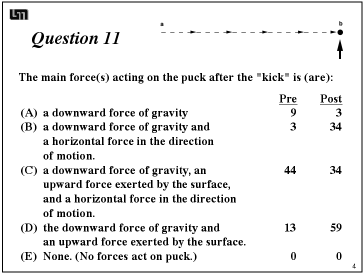 Question 11
a b
The main force(s) acting on the puck after the "kick" is (are):
Pre Post
(A) a downward force of gravity 9 3
(B) a downward force of gravity and 3 34
a horizontal force in the direction
of motion.
(C) a downward force of gravity, an 44 34
upward force exerted by the surface,
and a horizontal force in the direction
of motion.
(D) the downward force of gravity and 13 59
an upward force exerted by the surface.
(E) None. (No forces act on puck.) 0 0
4